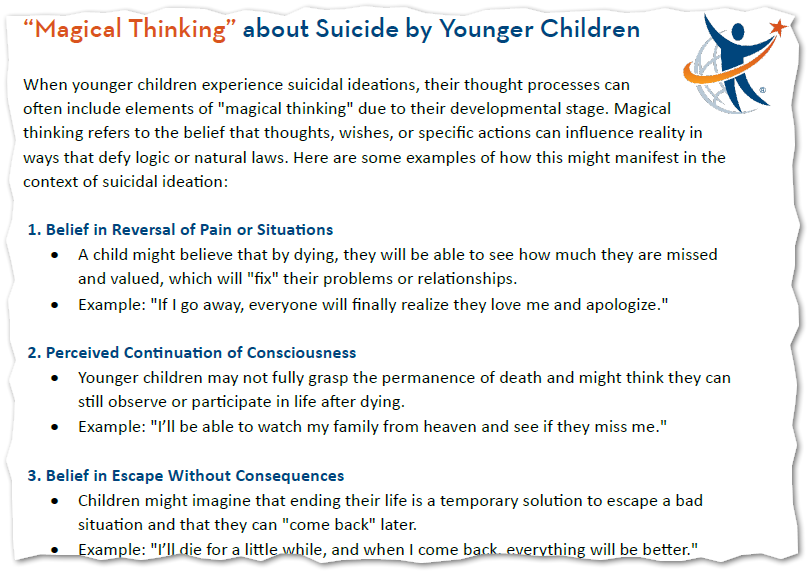 “Magical Thinking” about Suicide by Younger Children
When younger children experience suicidal ideations, their thought processes can
often include elements of "magical thinking" due to their developmental stage. Magical
thinking refers to the belief that thoughts, wishes, or specific actions can influence reality in
ways that defy logic or natural laws. Here are some examples of how this might manifest in the
context of suicidal ideation:
1. Belief in Reversal of Pain or Situations
• A child might believe that by dying, they will be able to see how much they are missed
and valued, which will "fix" their problems or relationships.
• Example: "If I go away, everyone will finally realize they love me and apologize."
2. Perceived Continuation of Consciousness
• Younger children may not fully grasp the permanence of death and might think they can
still observe or participate in life after dying.
• Example: "I’ll be able to watch my family from heaven and see if they miss me."
3. Belief in Escape Without Consequences
• Children might imagine that ending their life is a temporary solution to escape a bad
situation and that they can "come back" later.
• Example: "I’ll die for a little while, and when I come back, everything will be better."
®